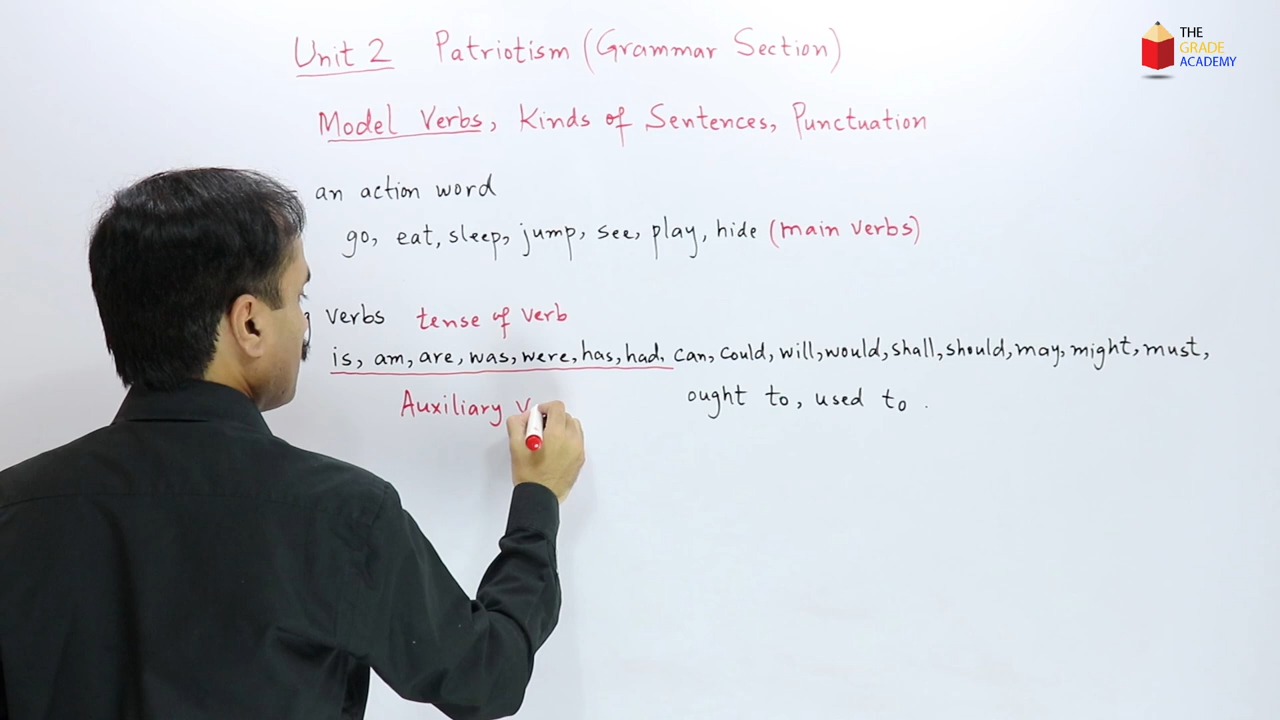 Unit 2 Patriotism (Grammar Section)
THE
GRADE
ACADEMY
Model Verbs, Kinds of Sentences, Punctuation
an action word
go, eat, sleep, jump, see, play, hide (main verbs)
verbs tense of verb
is, am, are, was, were, has, had, can, could, will, would, shall, should, may, might, must,
Auxiliary v
ought to, used to.